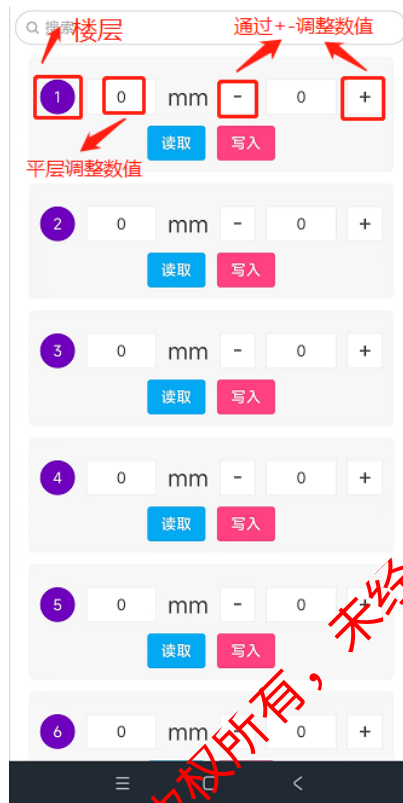 搜索
楼层
通过+-调整数值
1 0 mm - 0 +
读取 写入
平层调整数值
2 0 mm - 0 +
读取 写入
3 0 mm - 0 +
读取 写入
4 0 mm - 0 +
读取 写入
5 0 mm - 0 +
读取 写入
6 0 mm - 0 +
权所有，未经